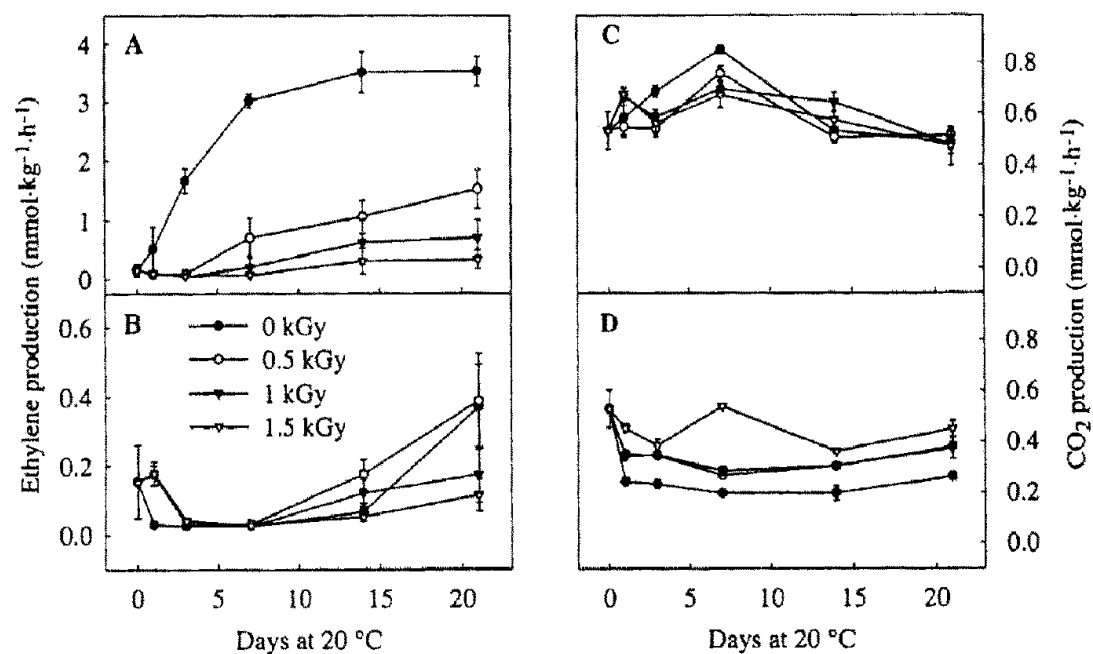 A
4
3
2
1
0
Ethylene production (mmol·kg⁻¹·h⁻¹)
B
0 kGy
0.5 kGy
1 kGy
1.5 kGy
0.6
0.4
0.2
0.0
0 5 10 15 20
Days at 20 °C
C
0.8
0.6
0.4
0.2
0.0
CO₂ production (mmol·kg⁻¹·h⁻¹)
D
0.8
0.6
0.4
0.2
0.0
0 5 10 15 20
Days at 20 °C